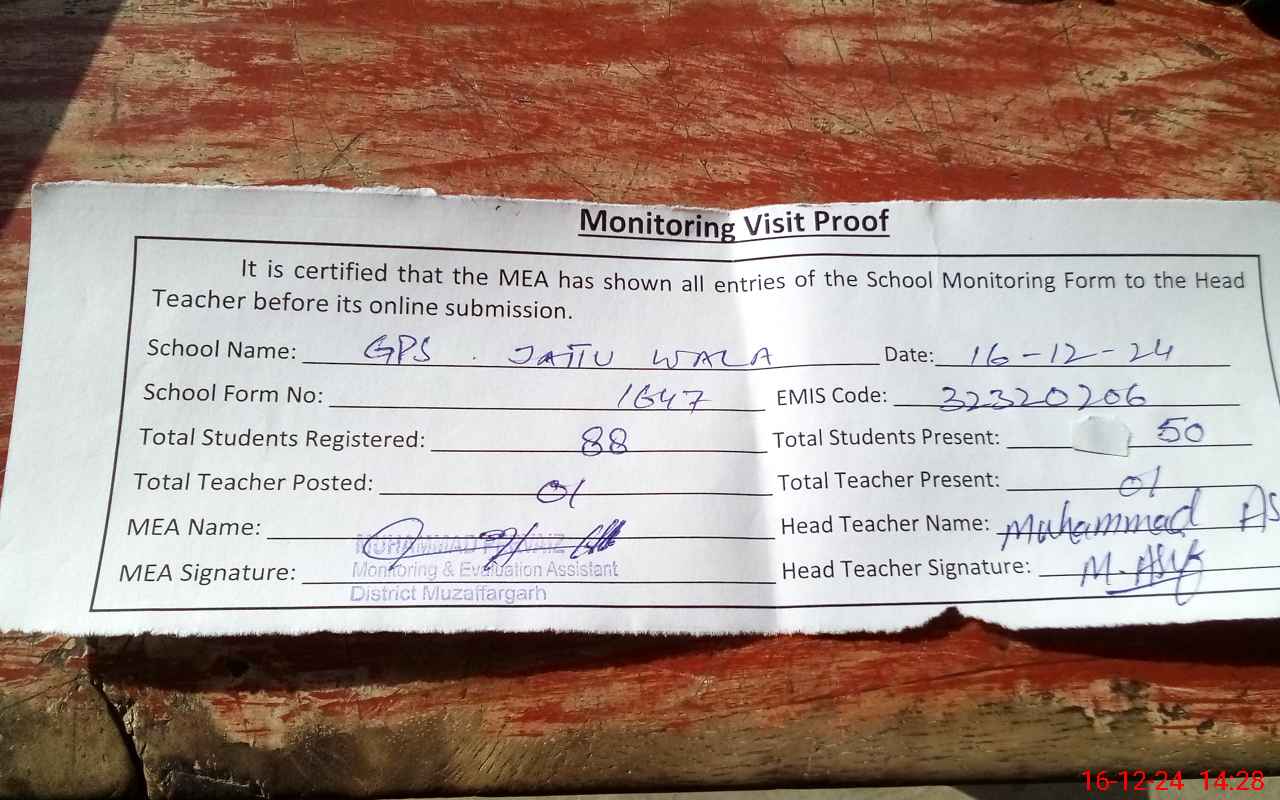 Monitoring Visit Proof
It is certified that the MEA has shown all entries of the School Monitoring Form to the Head
Teacher before its online submission.
School Name: GPS . JATTU WALA Date: 16-12-24
School Form No: 1647 EMIS Code: 32320206
Total Students Registered: 88 Total Students Present: 50
Total Teacher Posted: 01 Total Teacher Present: 01
MEA Name: MUHAMMAD Head Teacher Name: Muhammad AS
Monitoring & Evaluation Assistant
MEA Signature: Head Teacher Signature: M. Asif
District Muzaffargarh
16-12-24 14:28